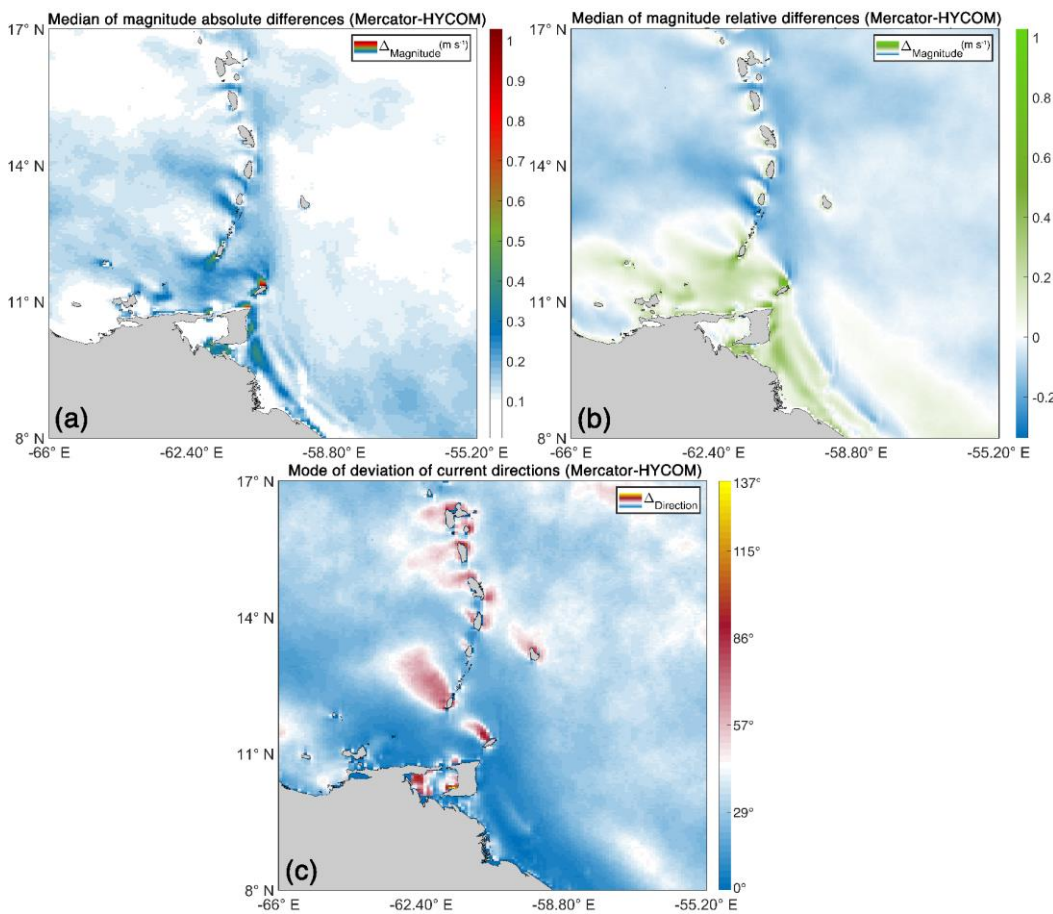 Median of magnitude absolute differences (Mercator-HYCOM)
17° N
14° N
11° N
8° N
-66° E
-62.40° E
-58.80° E
-55.20° E
Δ Magnitude (m s⁻¹)
1
0.9
0.8
0.7
0.6
0.5
0.4
0.3
0.2
0.1
(a)
Median of magnitude relative differences (Mercator-HYCOM)
17° N
14° N
11° N
8° N
-66° E
-62.40° E
-58.80° E
-55.20° E
Δ Magnitude (m s⁻¹)
1
0.8
0.6
0.4
0.2
0
-0.2
(b)
Mode of deviation of current directions (Mercator-HYCOM)
17° N
14° N
11° N
8° N
-66° E
-62.40° E
-58.80° E
-55.20° E
Δ Direction
137°
115°
86°
57°
29°
0°
(c)